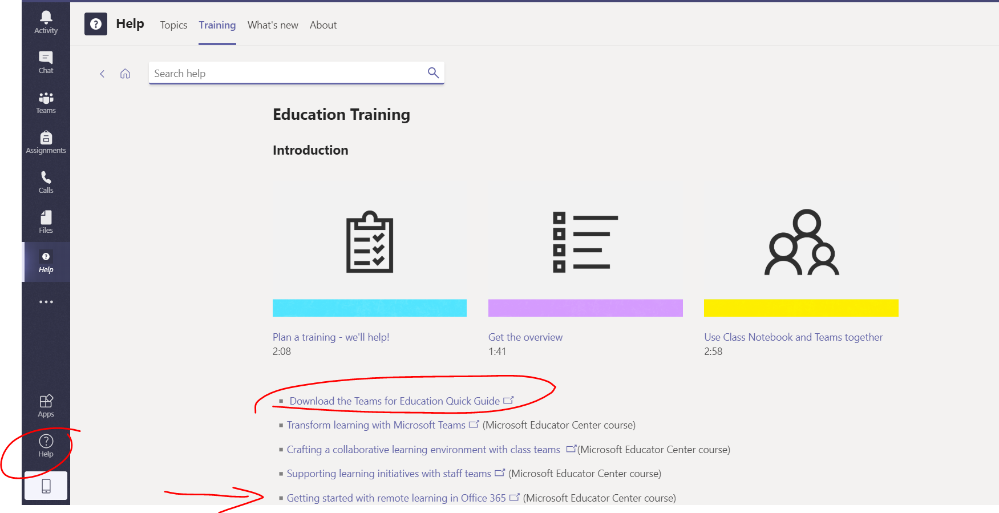 Activity
Chat
Teams
Assignments
Calls
Files
Help
Apps
Help
Help Topics Training What's new About
Search help
Education Training
Introduction
Plan a training - we'll help!
2:08
Get the overview
1:41
Use Class Notebook and Teams together
2:58
Download the Teams for Education Quick Guide
Transform learning with Microsoft Teams (Microsoft Educator Center course)
Crafting a collaborative learning environment with class teams (Microsoft Educator Center course)
Supporting learning initiatives with staff teams (Microsoft Educator Center course)
Getting started with remote learning in Office 365 (Microsoft Educator Center course)